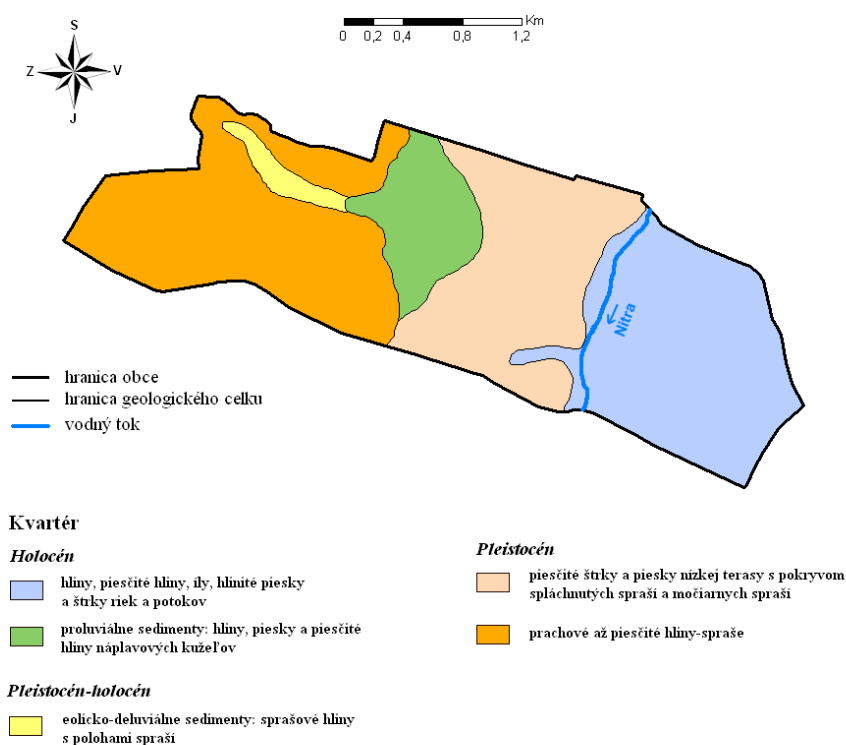 S
Z V
J
Km
0 0,2 0,4 0,8 1,2
Nitra
hranica obce
hranica geologického celku
vodný tok
Kvartér
Holocén
hliny, piesčité hliny, íly, hlinité piesky
a štrky riek a potokov
proluviálne sedimenty: hliny, piesky a piesčité
hliny náplavových kužeľov
Pleistocén-holocén
eolicko-deluviálne sedimenty: sprašové hliny
s polohami spraší
Pleistocén
piesčité štrky a piesky nízkej terasy s pokryvom
spláchnutých spraší a močiarnych spraší
prachové až piesčité hliny-spraše